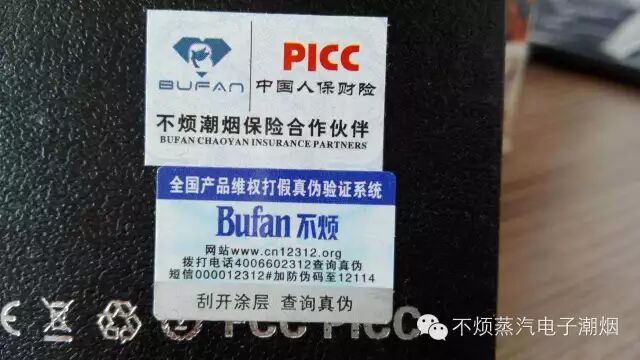 BUFAN
PICC
中国人保财险
不烦潮烟保险合作伙伴
BUFAN CHAOYAN INSURANCE PARTNERS
全国产品维权打假真伪验证系统
Bufan 不烦
网站www.cn12312.org
拨打电话4006602312查询真伪
短信000012312#加防伪码至12114
刮开涂层 查询真伪
FCC PICC
不烦蒸汽电子潮烟